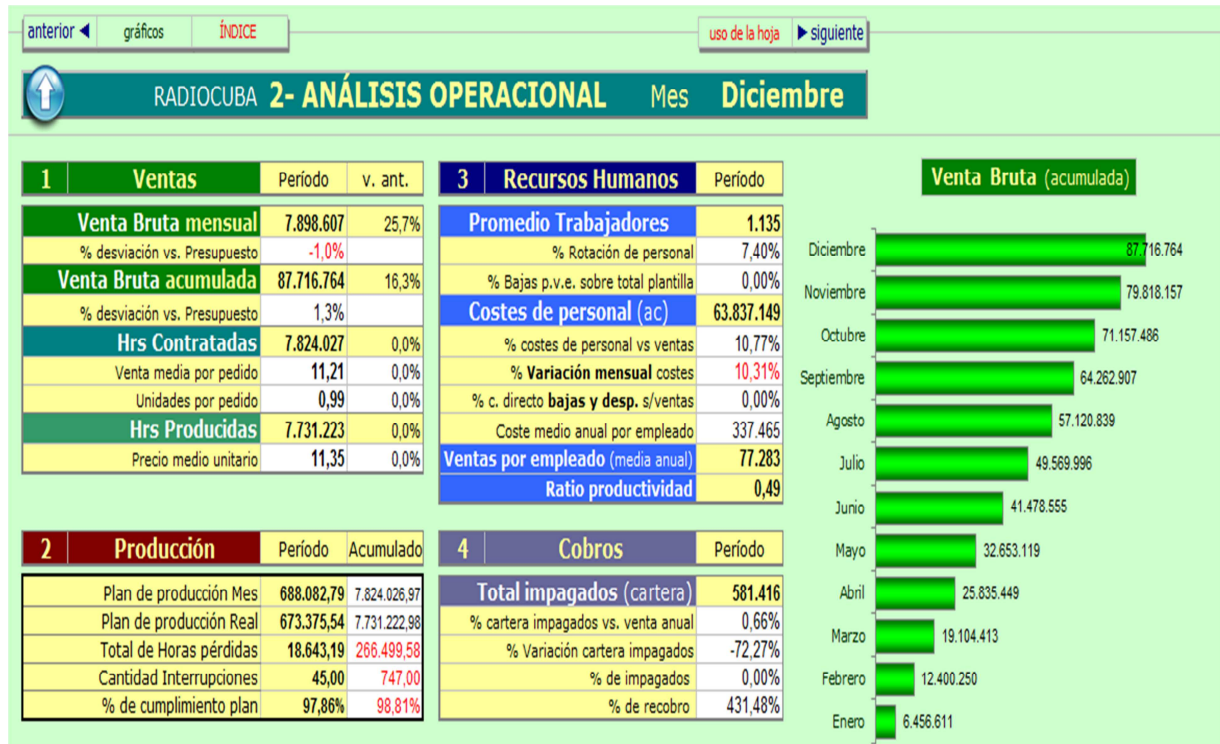 anterior ◀ gráficos ÍNDICE uso de la hoja ▶ siguiente
RADIOCUBA 2- ANÁLISIS OPERACIONAL Mes Diciembre
1 Ventas Período v. ant.
Venta Bruta mensual 7.898.607 25,7%
% desviación vs. Presupuesto -1,0%
Venta Bruta acumulada 87.716.764 16,3%
% desviación vs. Presupuesto 1,3%
Hrs Contratadas 7.824.027 0,0%
Venta media por pedido 11,21 0,0%
Unidades por pedido 0,99 0,0%
Hrs Producidas 7.731.223 0,0%
Precio medio unitario 11,35 0,0%
2 Producción Período Acumulado
Plan de producción Mes 688.082,79 7.824.026,97
Plan de producción Real 673.375,54 7.731.222,98
Total de Horas pérdidas 18.643,19 266.499,58
Cantidad Interrupciones 45,00 747,00
% de cumplimiento plan 97,86% 98,81%
3 Recursos Humanos Período
Promedio Trabajadores 1.135
% Rotación de personal 7,40%
% Bajas p.v.e. sobre total plantilla 0,00%
Costes de personal (ac) 63.837.149
% costes de personal vs ventas 10,77%
% Variación mensual costes 10,31%
% c. directo bajas y desp. s/ventas 0,00%
Coste medio anual por empleado 337.465
Ventas por empleado (media anual) 77.283
Ratio productividad 0,49
4 Cobros Período
Total impagados (cartera) 581.416
% cartera impagados vs. venta anual 0,66%
% Variación cartera impagados -72,27%
% de impagados 0,00%
% de recobro 431,48%
Venta Bruta (acumulada)
Diciembre 87.716.764
Noviembre 79.818.157
Octubre 71.157.486
Septiembre 64.262.907
Agosto 57.120.839
Julio 49.569.996
Junio 41.478.555
Mayo 32.653.119
Abril 25.835.449
Marzo 19.104.413
Febrero 12.400.250
Enero 6.456.611